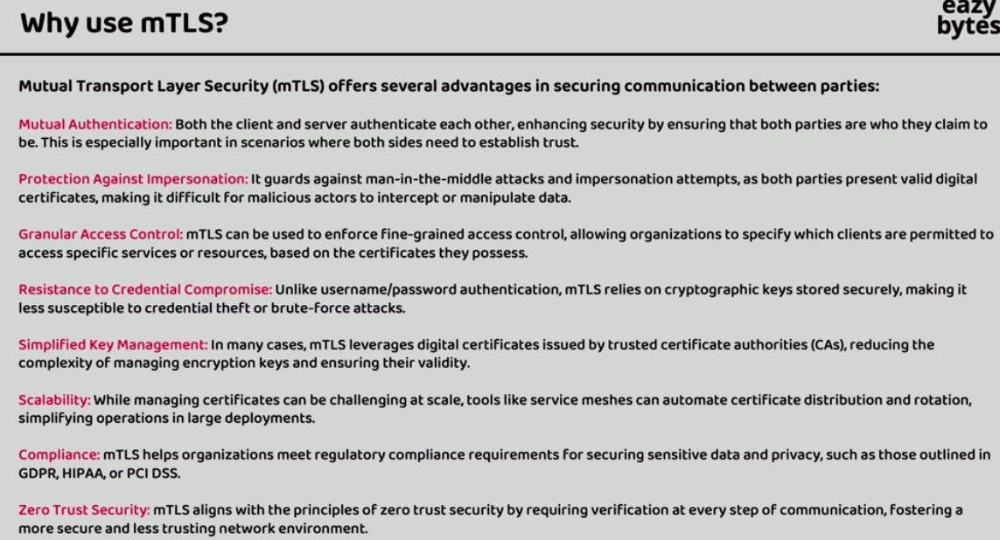 Why use mTLS?
eazy
bytes
Mutual Transport Layer Security (mTLS) offers several advantages in securing communication between parties:
Mutual Authentication: Both the client and server authenticate each other, enhancing security by ensuring that both parties are who they claim to
be. This is especially important in scenarios where both sides need to establish trust.
Protection Against Impersonation: It guards against man-in-the-middle attacks and impersonation attempts, as both parties present valid digital
certificates, making it difficult for malicious actors to intercept or manipulate data.
Granular Access Control: mTLS can be used to enforce fine-grained access control, allowing organizations to specify which clients are permitted to
access specific services or resources, based on the certificates they possess.
Resistance to Credential Compromise: Unlike username/password authentication, mTLS relies on cryptographic keys stored securely, making it
less susceptible to credential theft or brute-force attacks.
Simplified Key Management: In many cases, mTLS leverages digital certificates issued by trusted certificate authorities (CAs), reducing the
complexity of managing encryption keys and ensuring their validity.
Scalability: While managing certificates can be challenging at scale, tools like service meshes can automate certificate distribution and rotation,
simplifying operations in large deployments.
Compliance: mTLS helps organizations meet regulatory compliance requirements for securing sensitive data and privacy, such as those outlined in
GDPR, HIPAA, or PCI DSS.
Zero Trust Security: mTLS aligns with the principles of zero trust security by requiring verification at every step of communication, fostering a
more secure and less trusting network environment.